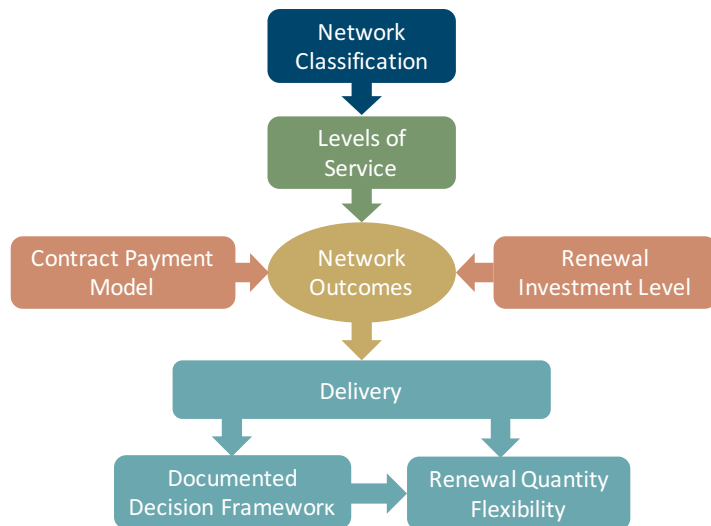 Network
Classification
Levels of
Service
Contract Payment
Model
Network
Outcomes
Renewal
Investment Level
Delivery
Documented
Decision Framework
Renewal Quantity
Flexibility